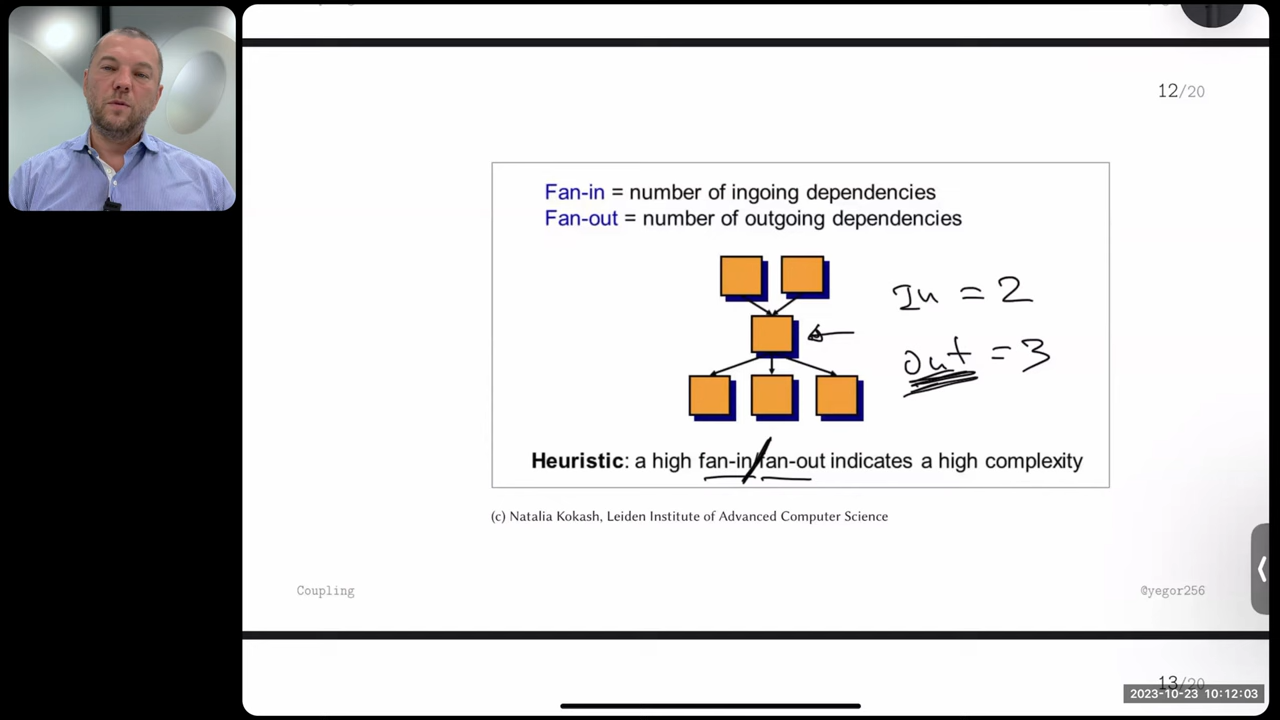 12/20
Fan-in = number of ingoing dependencies
Fan-out = number of outgoing dependencies
In = 2
out = 3
Heuristic: a high fan-in/fan-out indicates a high complexity
(c) Natalia Kokash, Leiden Institute of Advanced Computer Science
Coupling
@yegor256
13/20
2023-10-23 10:12:03